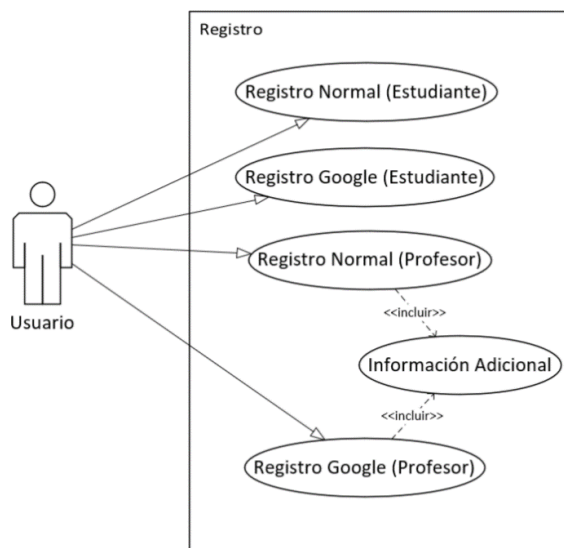 Registro
Registro Normal (Estudiante)
Registro Google (Estudiante)
Registro Normal (Profesor)
Usuario
<<incluir>>
Información Adicional
<<incluir>>
Registro Google (Profesor)